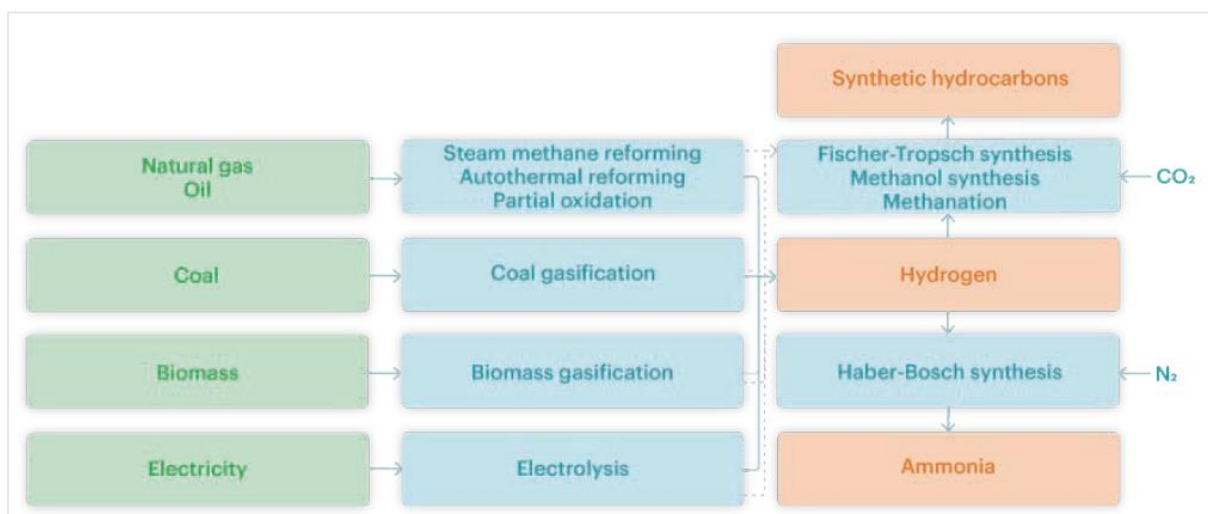 Synthetic hydrocarbons
Natural gas
Oil
Steam methane reforming
Autothermal reforming
Partial oxidation
Fischer-Tropsch synthesis
Methanol synthesis
Methanation
CO₂
Coal
Coal gasification
Hydrogen
Biomass
Biomass gasification
Haber-Bosch synthesis
N₂
Electricity
Electrolysis
Ammonia